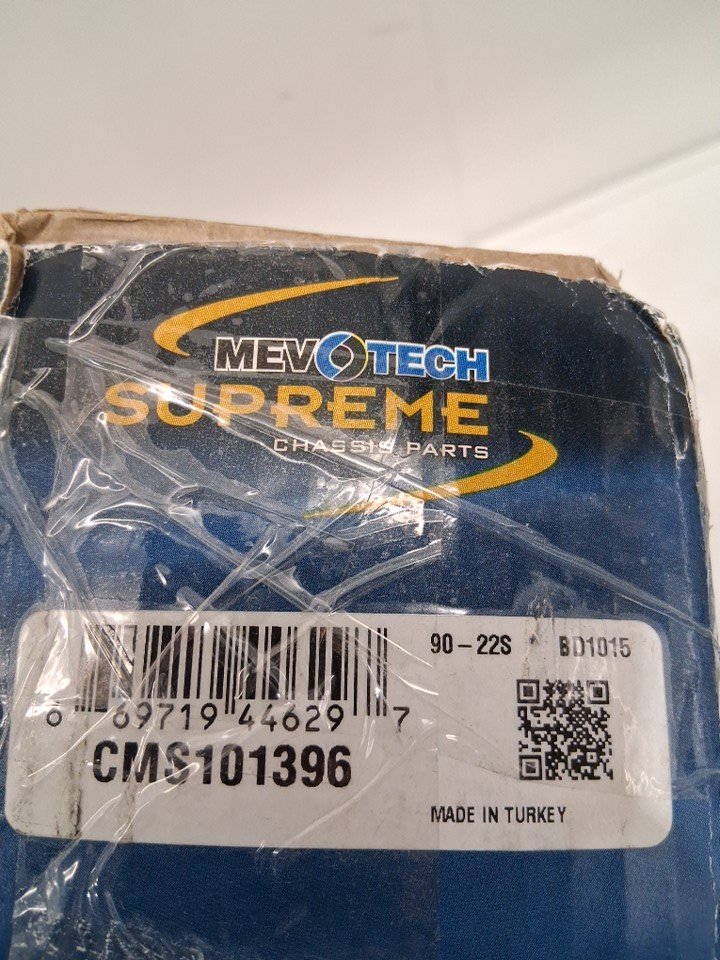 MEVOTECH
SUPREME
CHASSIS PARTS
90-22S * BD1015
6 69719 44629 7
CMS101396
MADE IN TURKEY